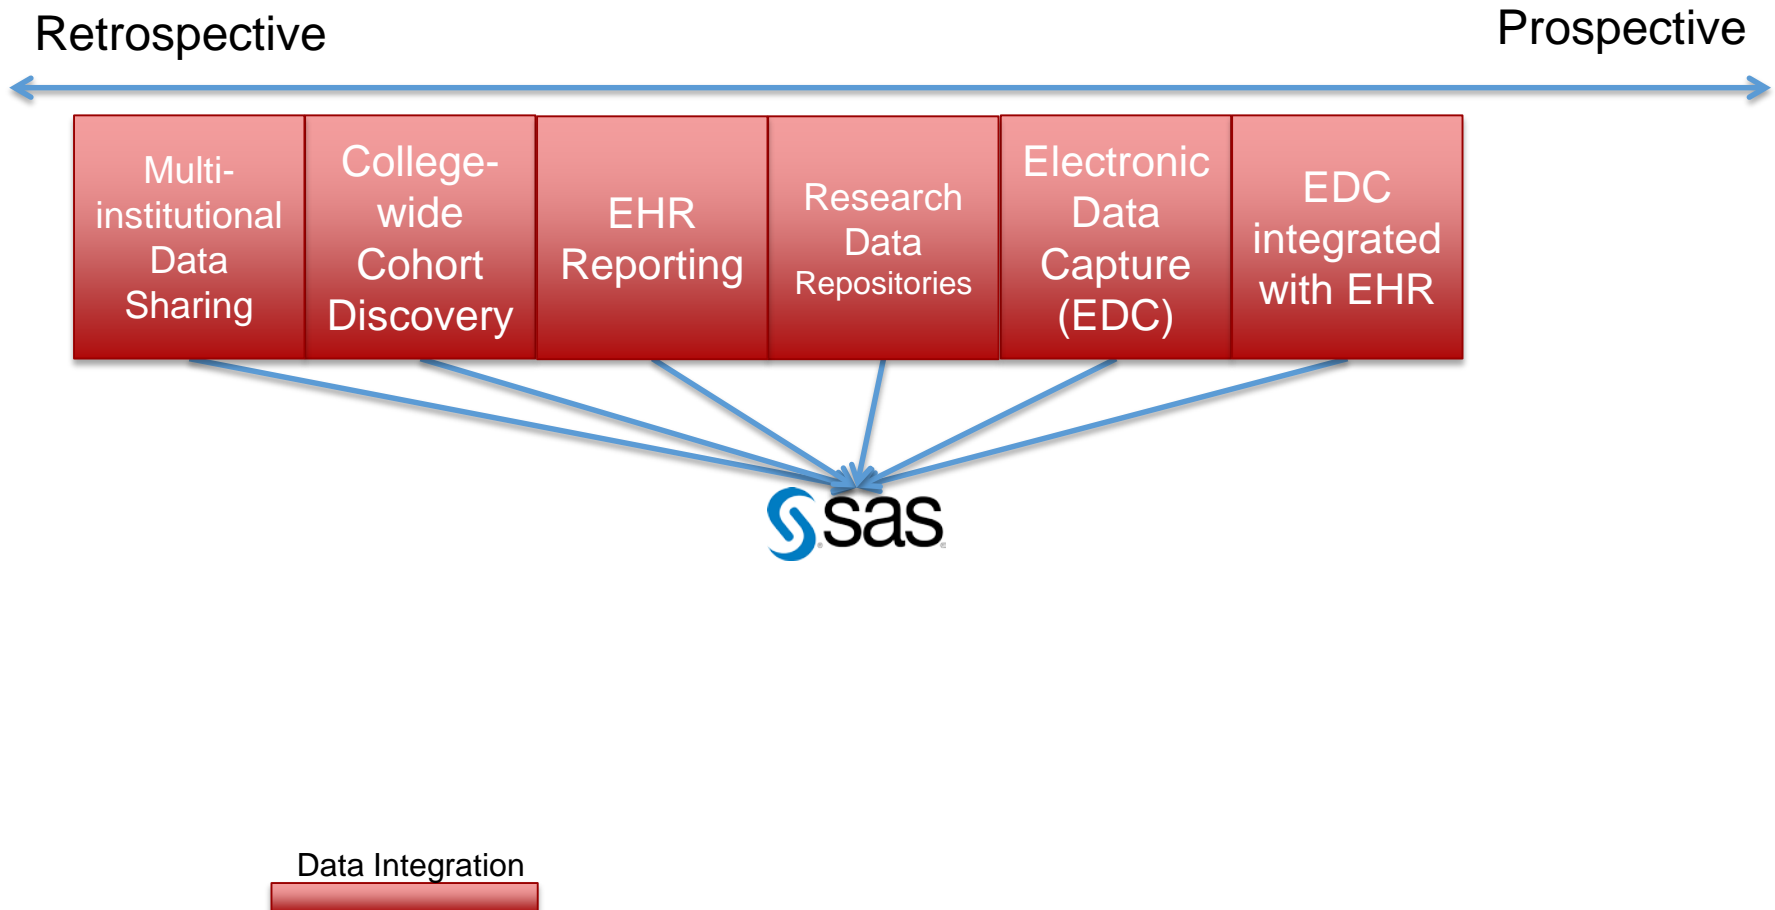 Retrospective
Prospective
Multi-
institutional
Data
Sharing
College-
wide
Cohort
Discovery
EHR
Reporting
Research
Data
Repositories
Electronic
Data
Capture
(EDC)
EDC
integrated
with EHR
sas
Data Integration